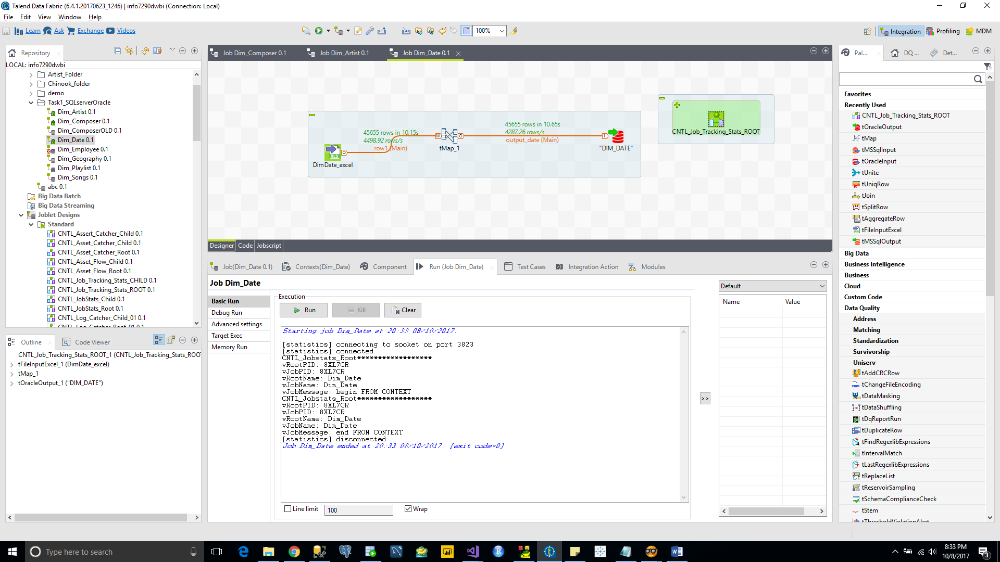 Talend Data Fabric (6.4.1.20170623_1246) | info7290dwbi (Connection: Local)
File Edit View Window Help
Learn Ask Exchange Videos
100%
Integration Profiling MDM
Repository
LOCAL: info7290dwbi
Artist_Folder
Chinook_folder
demo
Task1_SQLserverOracle
Dim_Artist 0.1
Dim_Composer 0.1
Dim_ComposerOLD 0.1
Dim_Date 0.1
Dim_Employee 0.1
Dim_Geography 0.1
Dim_Playlist 0.1
Dim_Songs 0.1
abc 0.1
Big Data Batch
Big Data Streaming
Joblet Designs
Standard
CNTL_Assert_Catcher_Child 0.1
CNTL_Asset_Catcher_Child 0.1
CNTL_Asset_Catcher_Root 0.1
CNTL_Asset_Flow_Child 0.1
CNTL_Asset_Flow_Root 0.1
CNTL_Job_Tracking_Stats_CHILD 0.1
CNTL_Job_Tracking_Stats_ROOT 0.1
CNTL_JobStats_Child 0.1
CNTL_JobStats_Root 0.1
CNTL_Log_Catcher_Child_01 0.1
CNTL_Log_Catcher_Root_01 0.1
Outline Code Viewer
CNTL_Job_Tracking_Stats_ROOT_1 (CNTL_Job_Tracking_Stats_ROO
tFileInputExcel_1 (DimDate_excel)
tMap_1
tOracleOutput_1 ("DIM_DATE")
Job Dim_Composer 0.1 Job Dim_Artist 0.1 Job Dim_Date 0.1
45655 rows in 10.15s
4498.92 rows/s
row1 (Main)
45655 rows in 10.65s
4287.26 rows/s
output_date (Main)
XLS
DimDate_excel
M
O
tMap_1
"DIM_DATE"
CNTL_Job_Tracking_Stats_ROOT
Designer Code Jobscript
Job(Dim_Date 0.1) Contexts(Dim_Date) Component Run (Job Dim_Date) Test Cases Integration Action Modules
Job Dim_Date
Basic Run
Debug Run
Advanced settings
Target Exec
Memory Run
Execution
Run Kill Clear
Starting job Dim_Date at 20:33 08/10/2017.
[statistics] connecting to socket on port 3823
[statistics] connected
CNTL_Jobstats_Root******************
vRootPID: 8XL7CR
vJobPID: 8XL7CR
vRootName: Dim_Date
vJobName: Dim_Date
vJobMessage: begin FROM CONTEXT
CNTL_Jobstats_Root******************
vRootPID: 8XL7CR
vJobPID: 8XL7CR
vRootName: Dim_Date
vJobName: Dim_Date
vJobMessage: end FROM CONTEXT
[statistics] disconnected
Job Dim_Date ended at 20:33 08/10/2017. [exit code=0]
Line limit 100 Wrap
>>
Default
Name Value
Pal... DQ ... Det...
Favorites
Recently Used
CNTL_Job_Tracking_Stats_ROOT
tOracleOutput
tMap
tMSSqlInput
tOracleInput
tUnite
tUniqRow
tJoin
tSplitRow
tAggregateRow
tFileInputExcel
tMSSqlOutput
Big Data
Business Intelligence
Business
Cloud
Custom Code
Data Quality
Address
Matching
Standardization
Survivorship
Uniserv
tAddCRCRow
tChangeFileEncoding
tDataMasking
tDataShuffling
tDqReportRun
tDuplicateRow
tFindRegexlibExpressions
tIntervalMatch
tLastRegexlibExpressions
tReplaceList
tReservoirSampling
tSchemaComplianceCheck
tStem
tThresholdViolationAlert
Type here to search
8:33 PM
10/8/2017
3